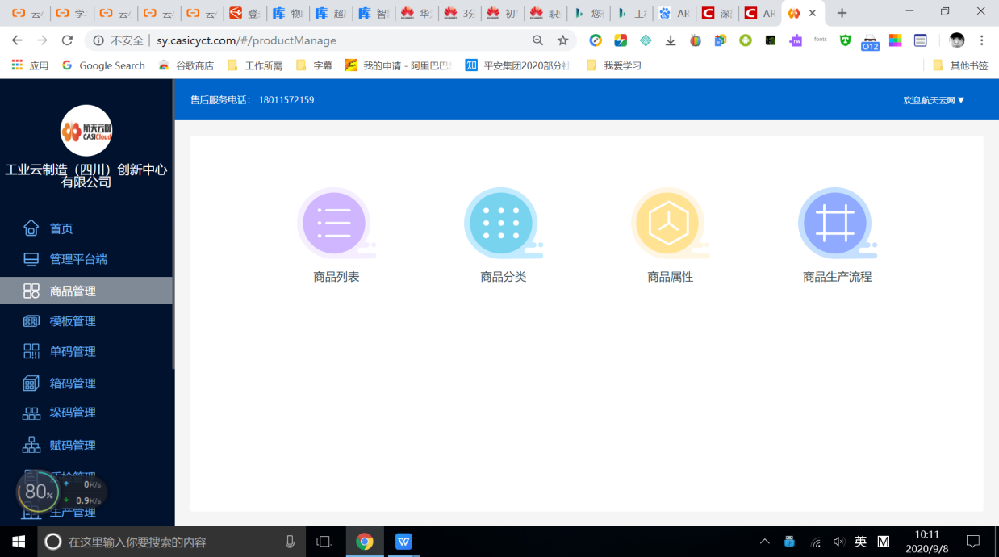 云
学
云
云
云
登
物
超
智
华
3分
初
职
您
工
AR
深
AR
不安全 | sy.casicyct.com/#/productManage
应用 Google Search 谷歌商店 工作所需 字幕 我的申请 - 阿里巴巴 平安集团2020部分社 我爱学习 其他书签
fonts
O12
航天云网
CASICloud
工业云制造（四川）创新中心
有限公司
售后服务电话： 18011572159
欢迎,航天云网▼
首页
管理平台端
商品管理
模板管理
单码管理
箱码管理
垛码管理
赋码管理
生产管理
商品列表
商品分类
商品属性
商品生产流程
80%
0K/s
0.9K/s
在这里输入你要搜索的内容
英
10:11
2020/9/8